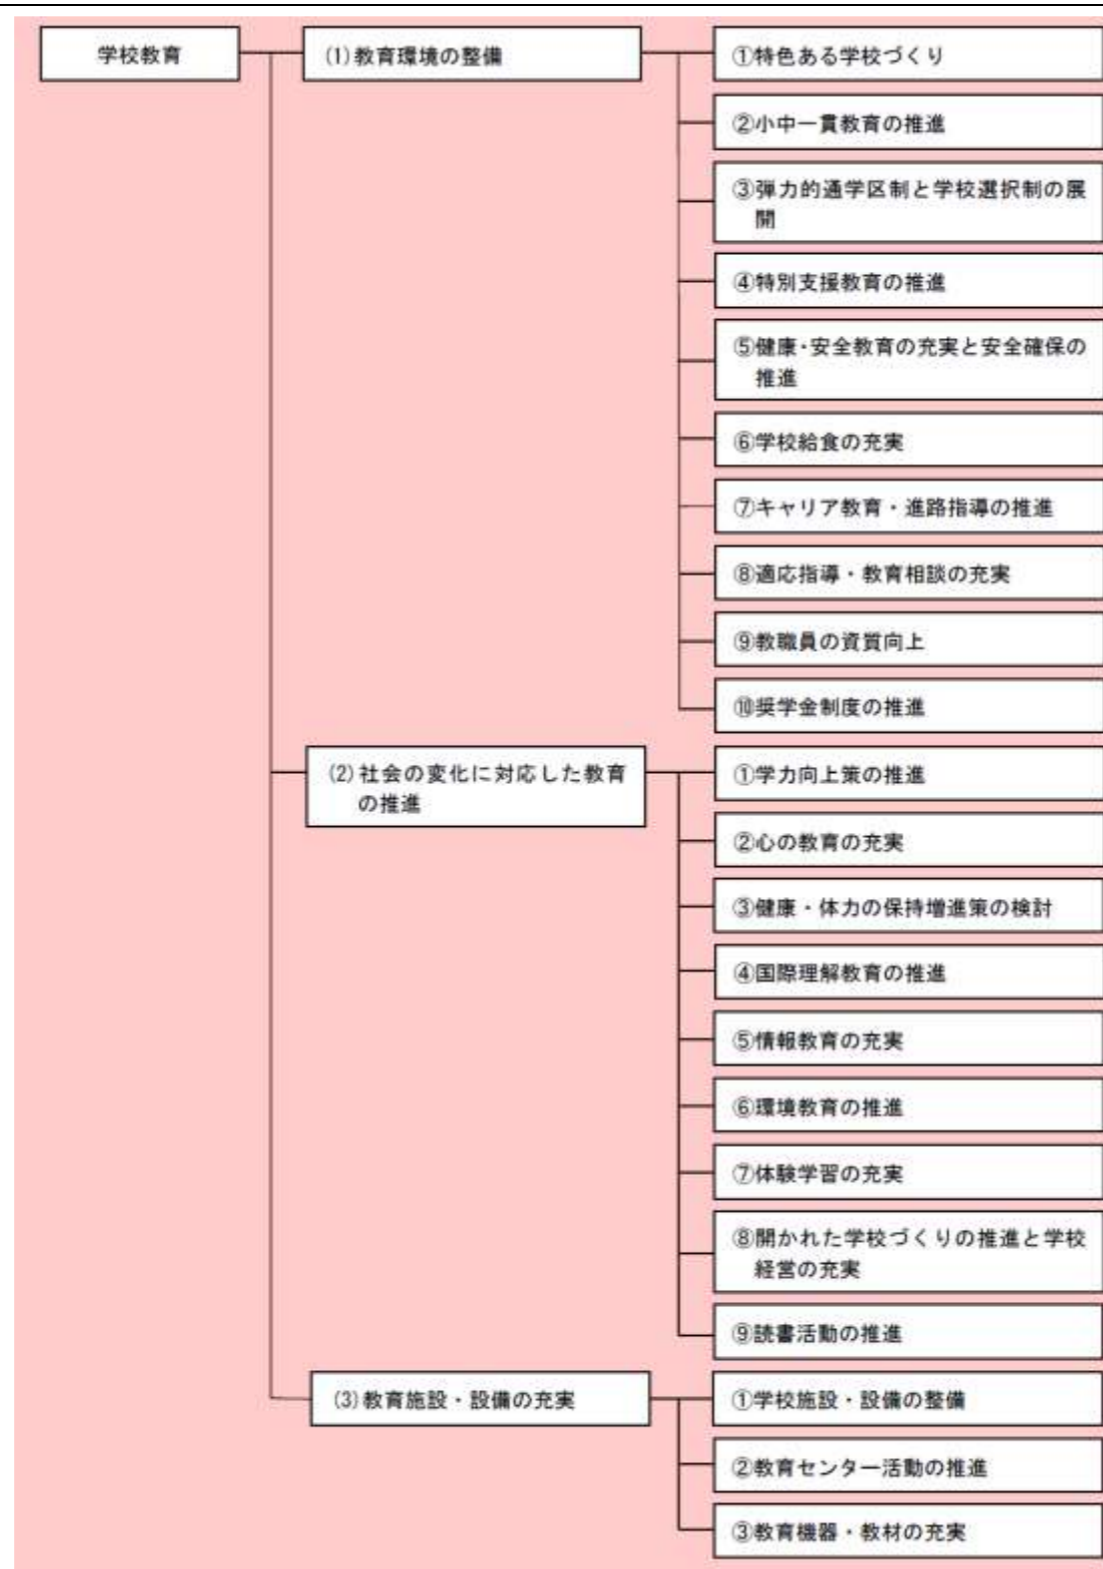 学校教育
(1)教育環境の整備
①特色ある学校づくり
②小中一貫教育の推進
③弾力的通学区制と学校選択制の展
開
④特別支援教育の推進
⑤健康・安全教育の充実と安全確保の
推進
⑥学校給食の充実
⑦キャリア教育・進路指導の推進
⑧適応指導・教育相談の充実
⑨教職員の資質向上
⑩奨学金制度の推進
(2)社会の変化に対応した教育
の推進
①学力向上策の推進
②心の教育の充実
③健康・体力の保持増進策の検討
④国際理解教育の推進
⑤情報教育の充実
⑥環境教育の推進
⑦体験学習の充実
⑧開かれた学校づくりの推進と学校
経営の充実
⑨読書活動の推進
(3)教育施設・設備の充実
①学校施設・設備の整備
②教育センター活動の推進
③教育機器・教材の充実